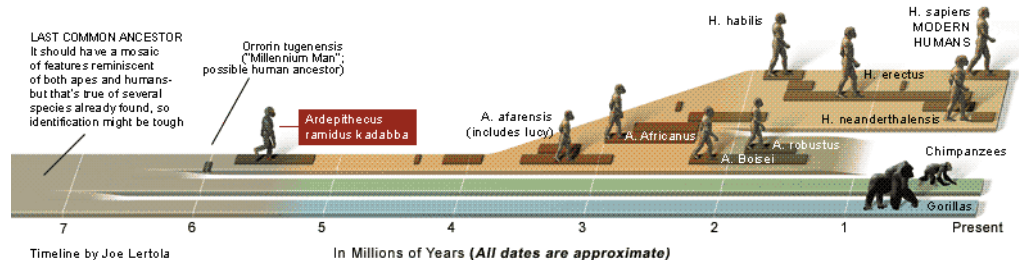 LAST COMMON ANCESTOR
It should have a mosaic
of features reminiscent
of both apes and humans-
but that's true of several
species already found, so
identification might be tough
Orrorin tugenensis
("Millennium Man";
possible human ancestor)
Ardepithecus
ramidus kadabba
A. afarensis
(includes lucy)
A. Africanus
A. Boisei
A. robustus
H. habilis
H. erectus
H. sapiens
MODERN
HUMANS
H. neanderthalensis
Chimpanzees
Gorillas
7 6 5 4 3 2 1 Present
Timeline by Joe Lertola
In Millions of Years (All dates are approximate)